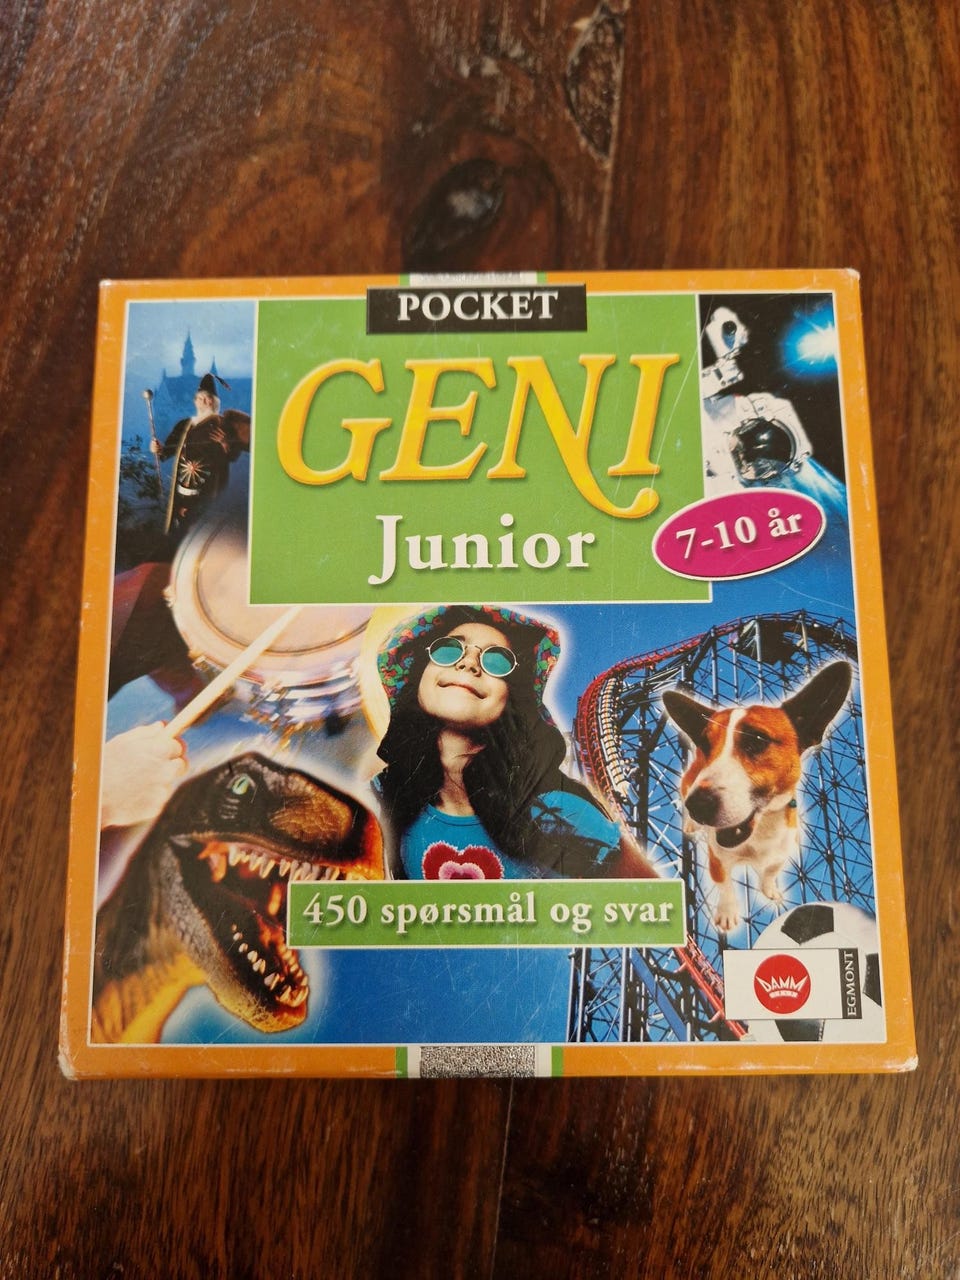 POCKET
GENI
Junior
7-10 år
450 spørsmål og svar
DAMM
EGMONT